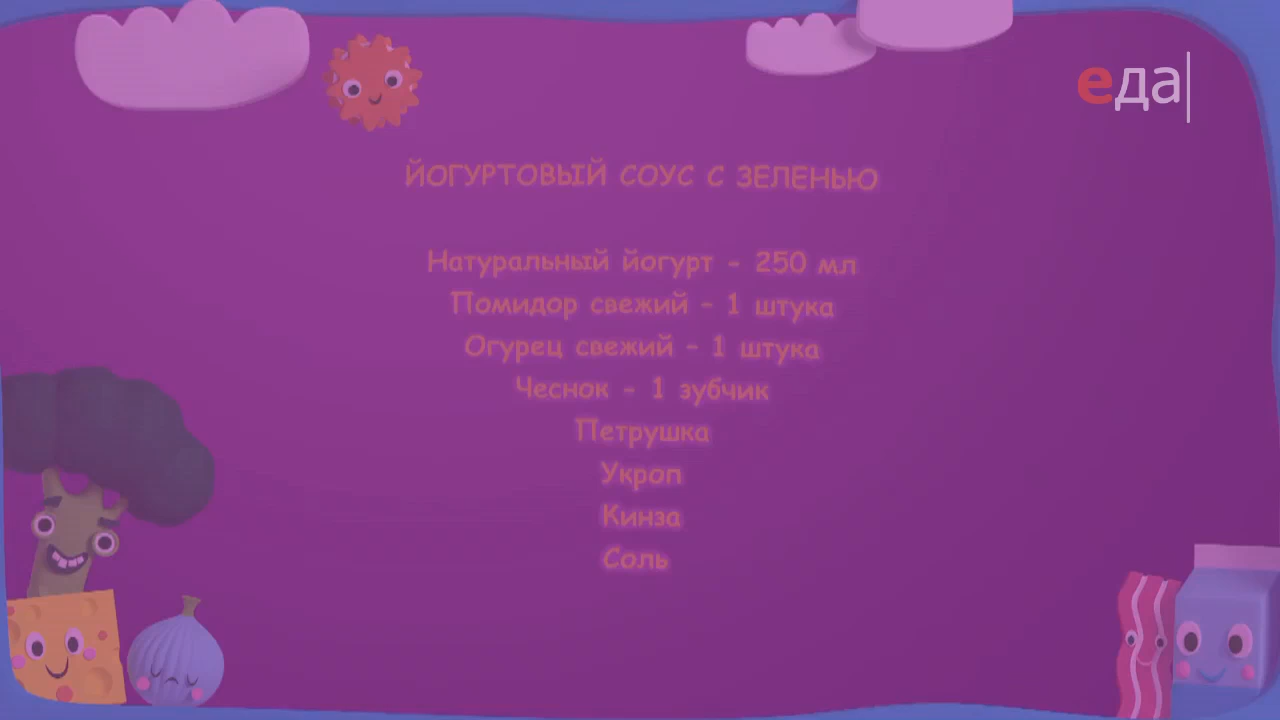 еда
ЙОГУРТОВЫЙ СОУС С ЗЕЛЕНЬЮ
Натуральный йогурт - 250 мл
Помидор свежий - 1 штука
Огурец свежий - 1 штука
Чеснок - 1 зубчик
Петрушка
Укроп
Кинза
Соль